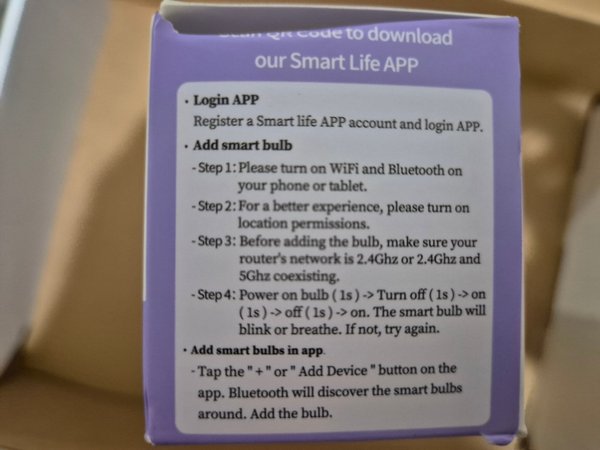 Scan QR Code to download
our Smart Life APP
· Login APP
Register a Smart life APP account and login APP.
· Add smart bulb
- Step 1: Please turn on WiFi and Bluetooth on
your phone or tablet.
- Step 2: For a better experience, please turn on
location permissions.
- Step 3: Before adding the bulb, make sure your
router's network is 2.4Ghz or 2.4Ghz and
5Ghz coexisting.
- Step 4: Power on bulb ( 1s ) -> Turn off ( 1s ) -> on
( 1s ) -> off ( 1s ) -> on. The smart bulb will
blink or breathe. If not, try again.
· Add smart bulbs in app.
- Tap the " + " or " Add Device " button on the
app. Bluetooth will discover the smart bulbs
around. Add the bulb.